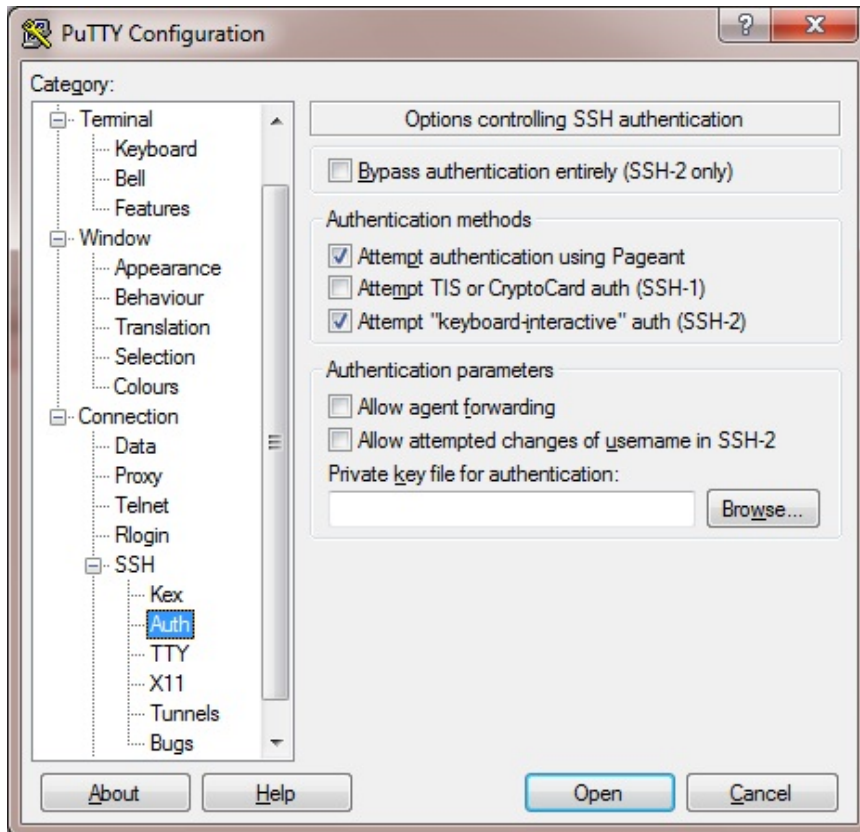 PuTTY Configuration
?
Category:
Terminal
Keyboard
Bell
Features
Window
Appearance
Behaviour
Translation
Selection
Colours
Connection
Data
Proxy
Telnet
Rlogin
SSH
Kex
Auth
TTY
X11
Tunnels
Bugs
Options controlling SSH authentication
Bypass authentication entirely (SSH-2 only)
Authentication methods
Attempt authentication using Pageant
Attempt TIS or CryptoCard auth (SSH-1)
Attempt "keyboard-interactive" auth (SSH-2)
Authentication parameters
Allow agent forwarding
Allow attempted changes of username in SSH-2
Private key file for authentication:
Browse...
About
Help
Open
Cancel